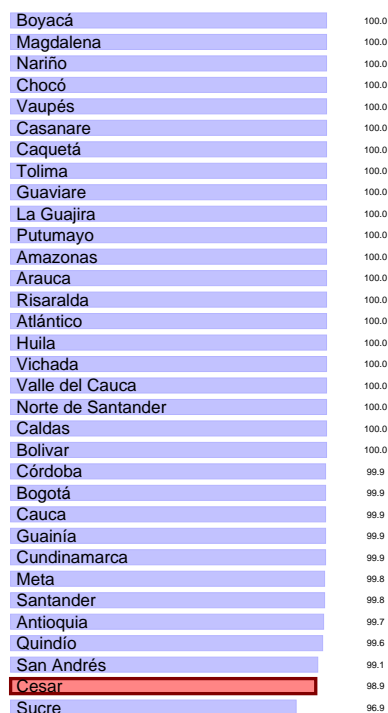 Boyacá 100.0
Magdalena 100.0
Nariño 100.0
Chocó 100.0
Vaupés 100.0
Casanare 100.0
Caquetá 100.0
Tolima 100.0
Guaviare 100.0
La Guajira 100.0
Putumayo 100.0
Amazonas 100.0
Arauca 100.0
Risaralda 100.0
Atlántico 100.0
Huila 100.0
Vichada 100.0
Valle del Cauca 100.0
Norte de Santander 100.0
Caldas 100.0
Bolivar 100.0
Córdoba 99.9
Bogotá 99.9
Cauca 99.9
Guainía 99.9
Cundinamarca 99.9
Meta 99.8
Santander 99.8
Antioquia 99.7
Quindío 99.6
San Andrés 99.1
Cesar 98.9
Sucre 96.9